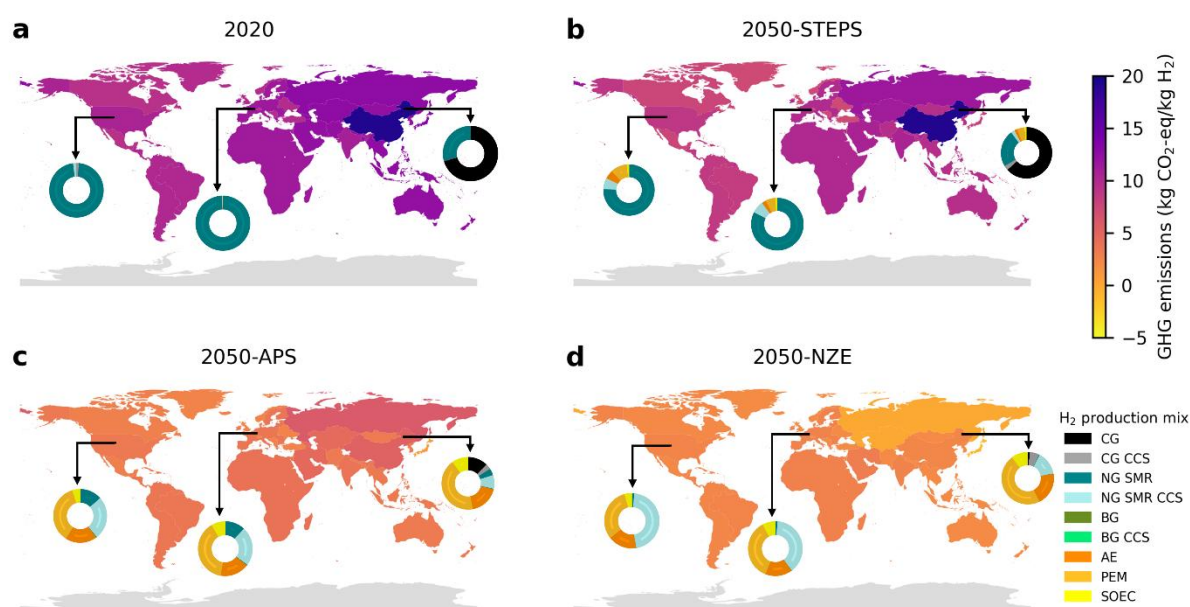 a
2020
b
2050-STEPS
20
15
10
5
0
−5
GHG emissions (kg CO₂-eq/kg H₂)
c
2050-APS
d
2050-NZE
H₂ production mix
CG
CG CCS
NG SMR
NG SMR CCS
BG
BG CCS
AE
PEM
SOEC